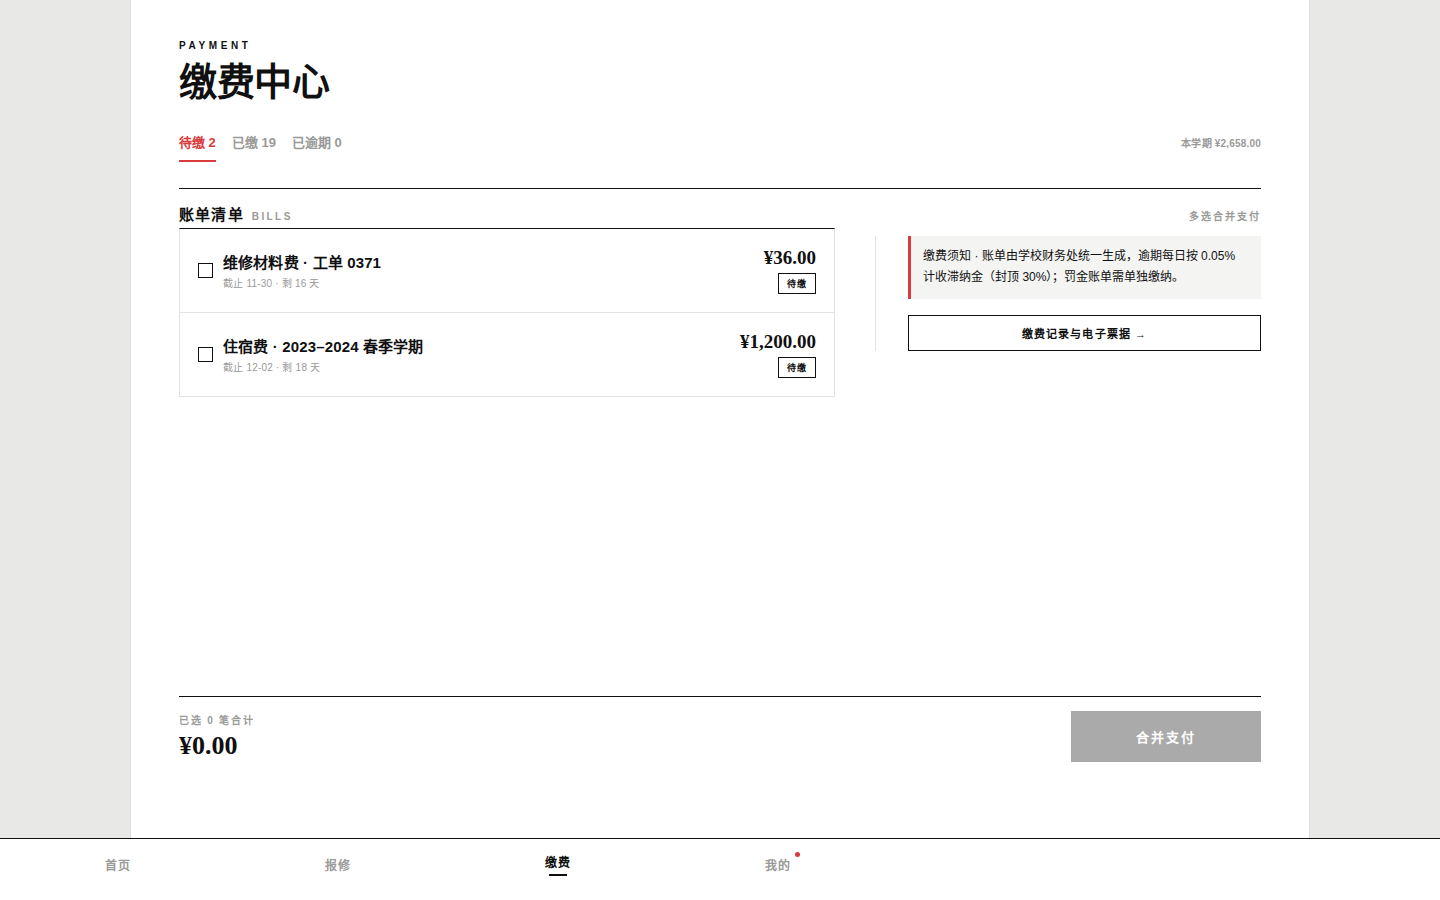 PAYMENT
缴费中心
待缴 2 已缴 19 已逾期 0
本学期 ¥2,658.00
账单清单 BILLS
多选合并支付
维修材料费 · 工单 0371
截止 11-30 · 剩 16 天
¥36.00
待缴
住宿费 · 2023–2024 春季学期
截止 12-02 · 剩 18 天
¥1,200.00
待缴
缴费须知 · 账单由学校财务处统一生成，逾期每日按 0.05%
计收滞纳金（封顶 30%）；罚金账单需单独缴纳。
缴费记录与电子票据 →
已选 0 笔合计
¥0.00
合并支付
首页 报修 缴费 我的